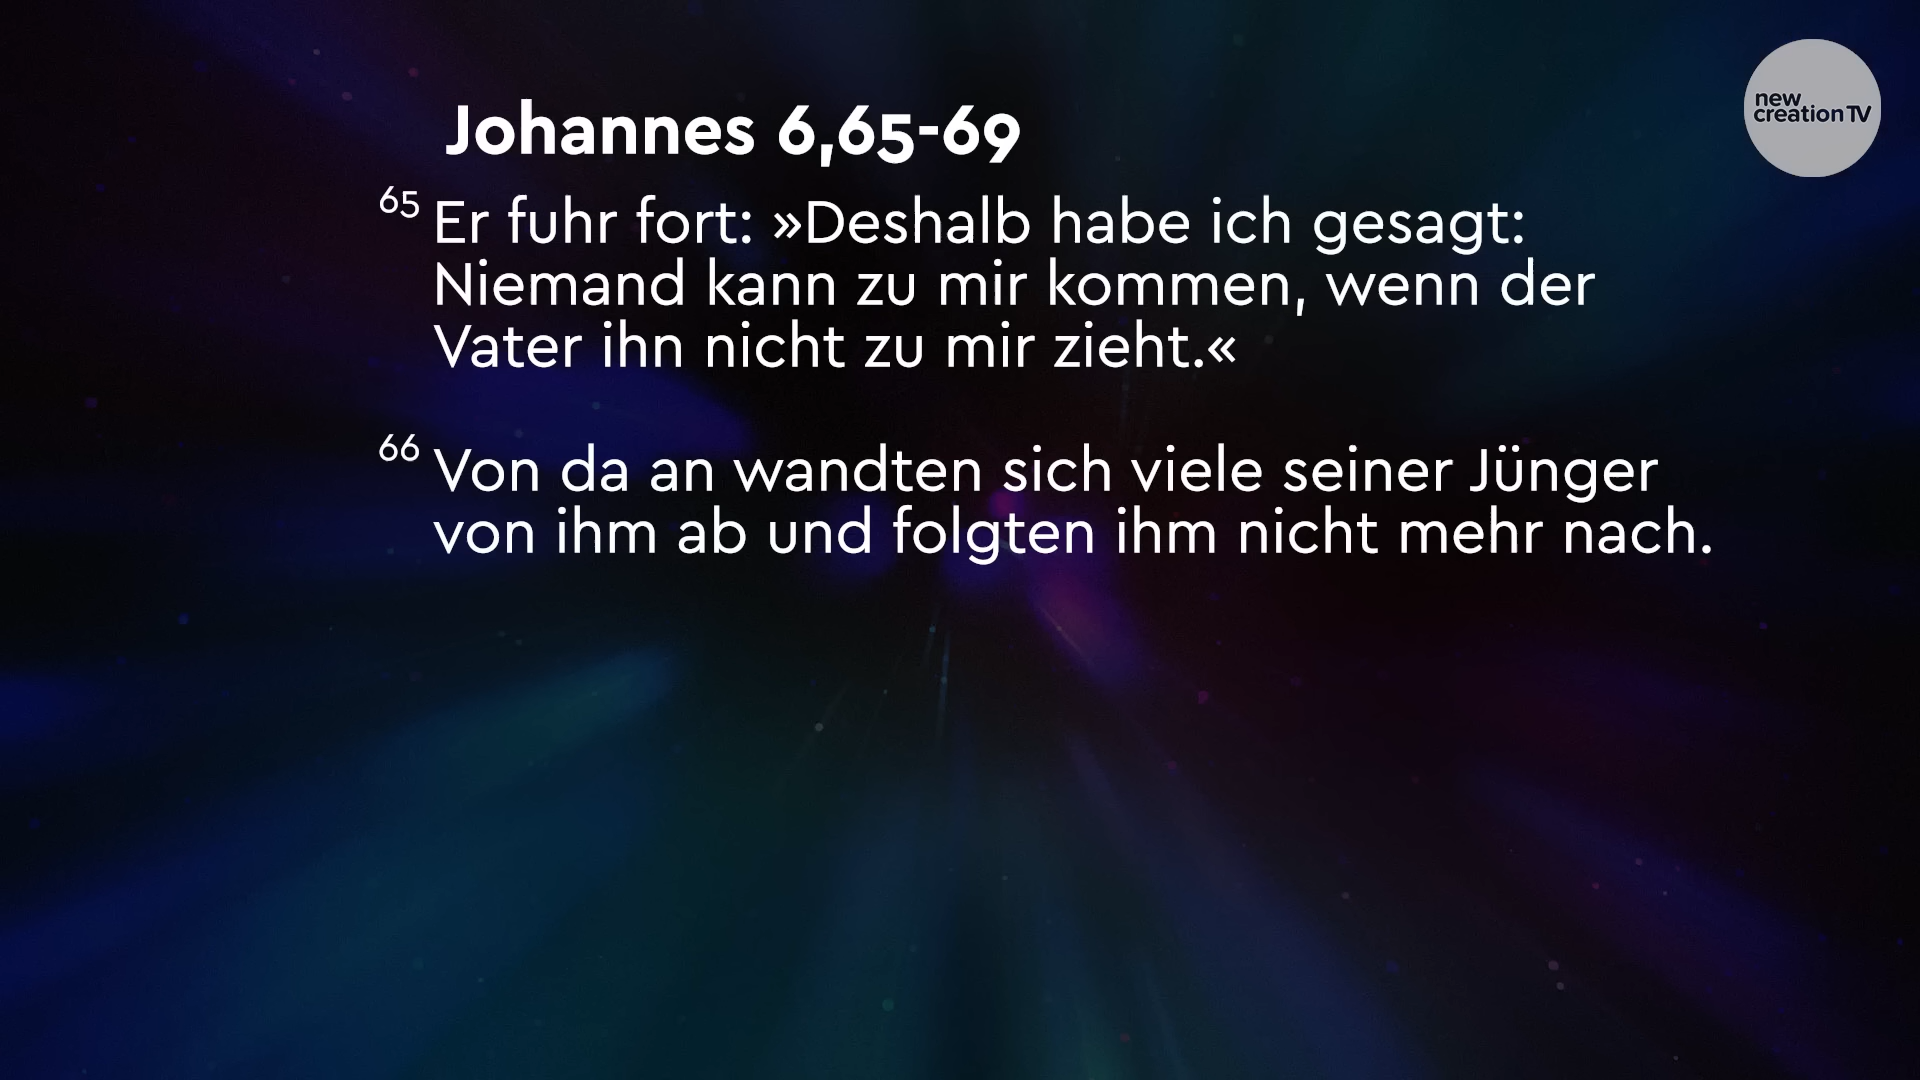 new
creation TV
Johannes 6,65-69
65 Er fuhr fort: »Deshalb habe ich gesagt:
Niemand kann zu mir kommen, wenn der
Vater ihn nicht zu mir zieht.«
66 Von da an wandten sich viele seiner Jünger
von ihm ab und folgten ihm nicht mehr nach.